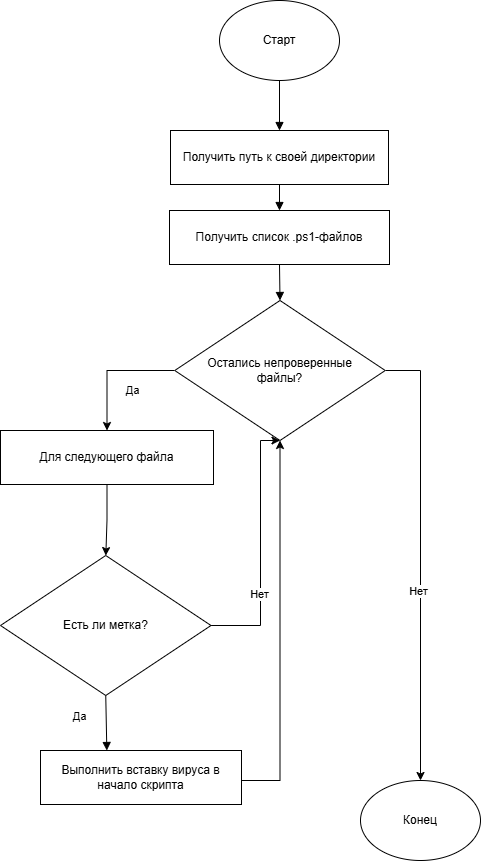 Старт
Получить путь к своей директории
Получить список .ps1-файлов
Остались непроверенные
файлы?
Да
Для следующего файла
Есть ли метка?
Нет
Нет
Да
Выполнить вставку вируса в
начало скрипта
Конец